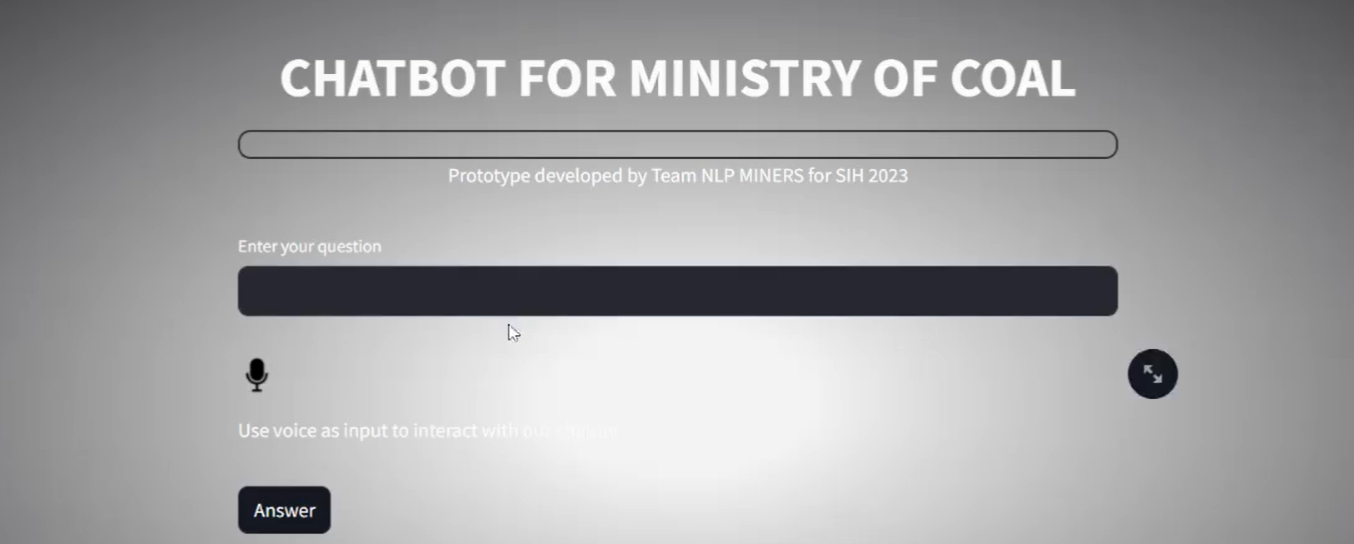 CHATBOT FOR MINISTRY OF COAL
Prototype developed by Team NLP MINERS for SIH 2023
Enter your question
Use voice as input to interact with our
Answer